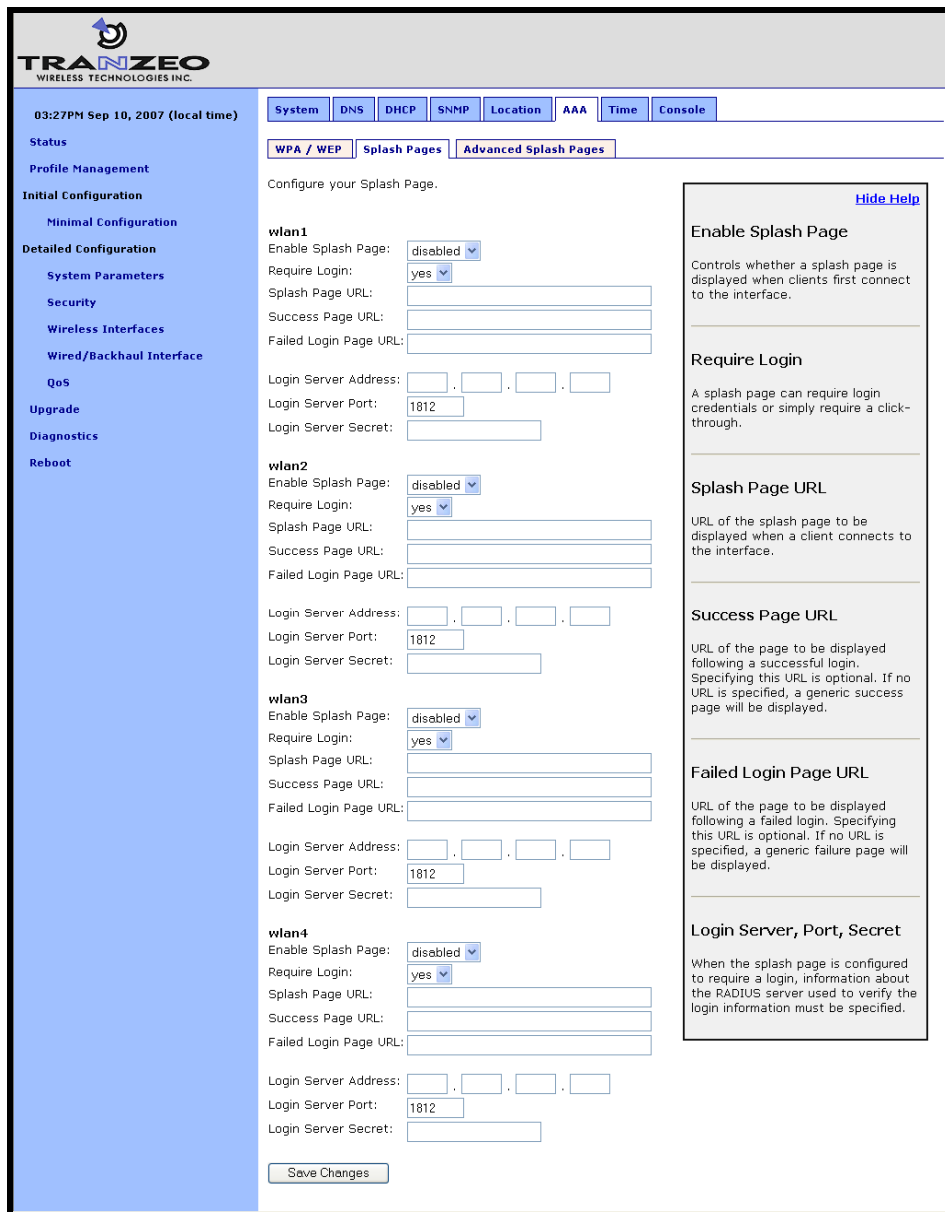 TRANZEO
WIRELESS TECHNOLOGIES INC.
03:27PM Sep 10, 2007 (local time)
Status
Profile Management
Initial Configuration
Minimal Configuration
Detailed Configuration
System Parameters
Security
Wireless Interfaces
Wired/Backhaul Interface
QoS
Upgrade
Diagnostics
Reboot
System DNS DHCP SNMP Location AAA Time Console
WPA / WEP Splash Pages Advanced Splash Pages
Configure your Splash Page.
wlan1
Enable Splash Page: disabled
Require Login: yes
Splash Page URL:
Success Page URL:
Failed Login Page URL:
Login Server Address: . . .
Login Server Port: 1812
Login Server Secret:
wlan2
Enable Splash Page: disabled
Require Login: yes
Splash Page URL:
Success Page URL:
Failed Login Page URL:
Login Server Address: . . .
Login Server Port: 1812
Login Server Secret:
wlan3
Enable Splash Page: disabled
Require Login: yes
Splash Page URL:
Success Page URL:
Failed Login Page URL:
Login Server Address: . . .
Login Server Port: 1812
Login Server Secret:
wlan4
Enable Splash Page: disabled
Require Login: yes
Splash Page URL:
Success Page URL:
Failed Login Page URL:
Login Server Address: . . .
Login Server Port: 1812
Login Server Secret:
Save Changes
Hide Help
Enable Splash Page
Controls whether a splash page is
displayed when clients first connect
to the interface.
Require Login
A splash page can require login
credentials or simply require a click-
through.
Splash Page URL
URL of the splash page to be
displayed when a client connects to
the interface.
Success Page URL
URL of the page to be displayed
following a successful login.
Specifying this URL is optional. If no
URL is specified, a generic success
page will be displayed.
Failed Login Page URL
URL of the page to be displayed
following a failed login. Specifying
this URL is optional. If no URL is
specified, a generic failure page will
be displayed.
Login Server, Port, Secret
When the splash page is configured
to require a login, information about
the RADIUS server used to verify the
login information must be specified.